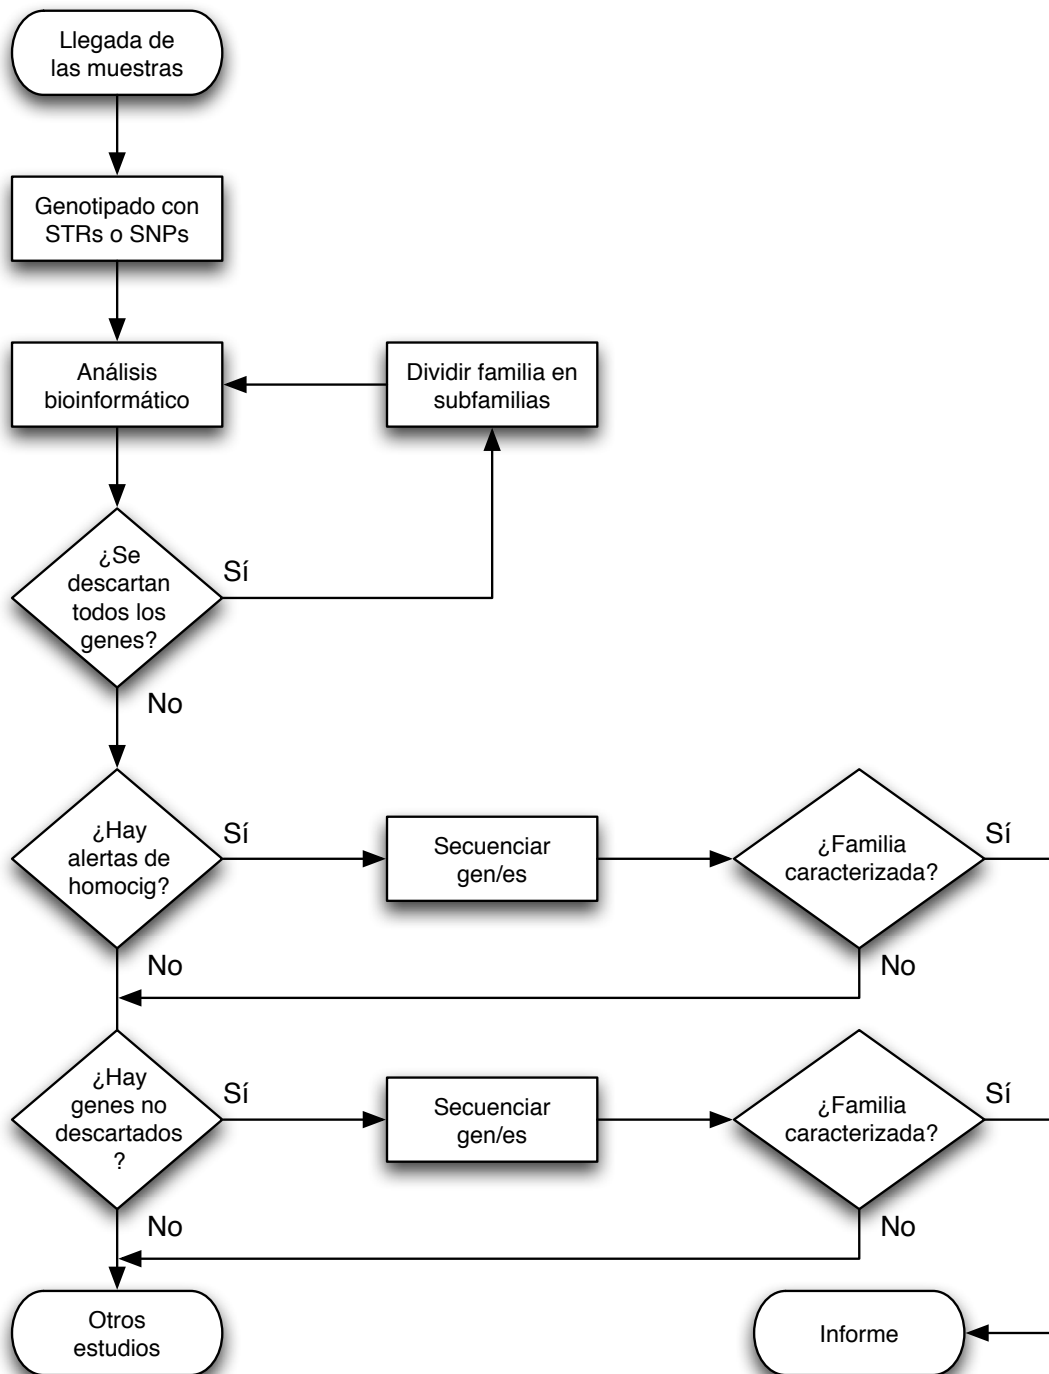 Llegada de
las muestras
Genotipado con
STRs o SNPs
Análisis
bioinformático
Dividir familia en
subfamilias
¿Se
descartan
todos los
genes?
Sí
No
¿Hay
alertas de
homocig?
Sí
Secuenciar
gen/es
¿Familia
caracterizada?
Sí
No
No
¿Hay
genes no
descartados
?
Sí
Secuenciar
gen/es
¿Familia
caracterizada?
Sí
No
No
Otros
estudios
Informe